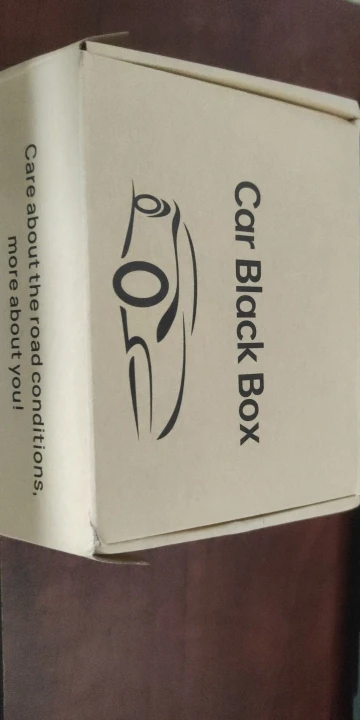 Car Black Box
Care about the road conditions,
more about you!